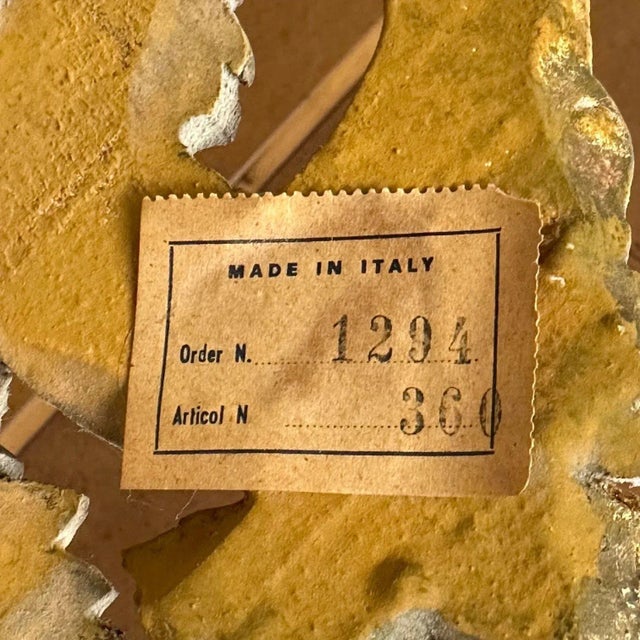 MADE IN ITALY
Order N. 1294
Articol N 360